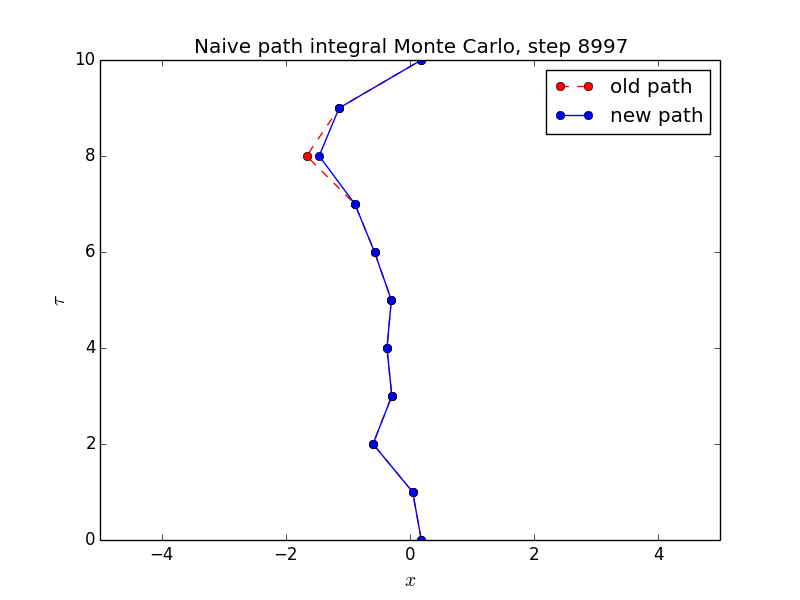 Naive path integral Monte Carlo, step 8997
old path
new path
10
8
6
4
2
0
τ
−4
−2
0
2
4
x